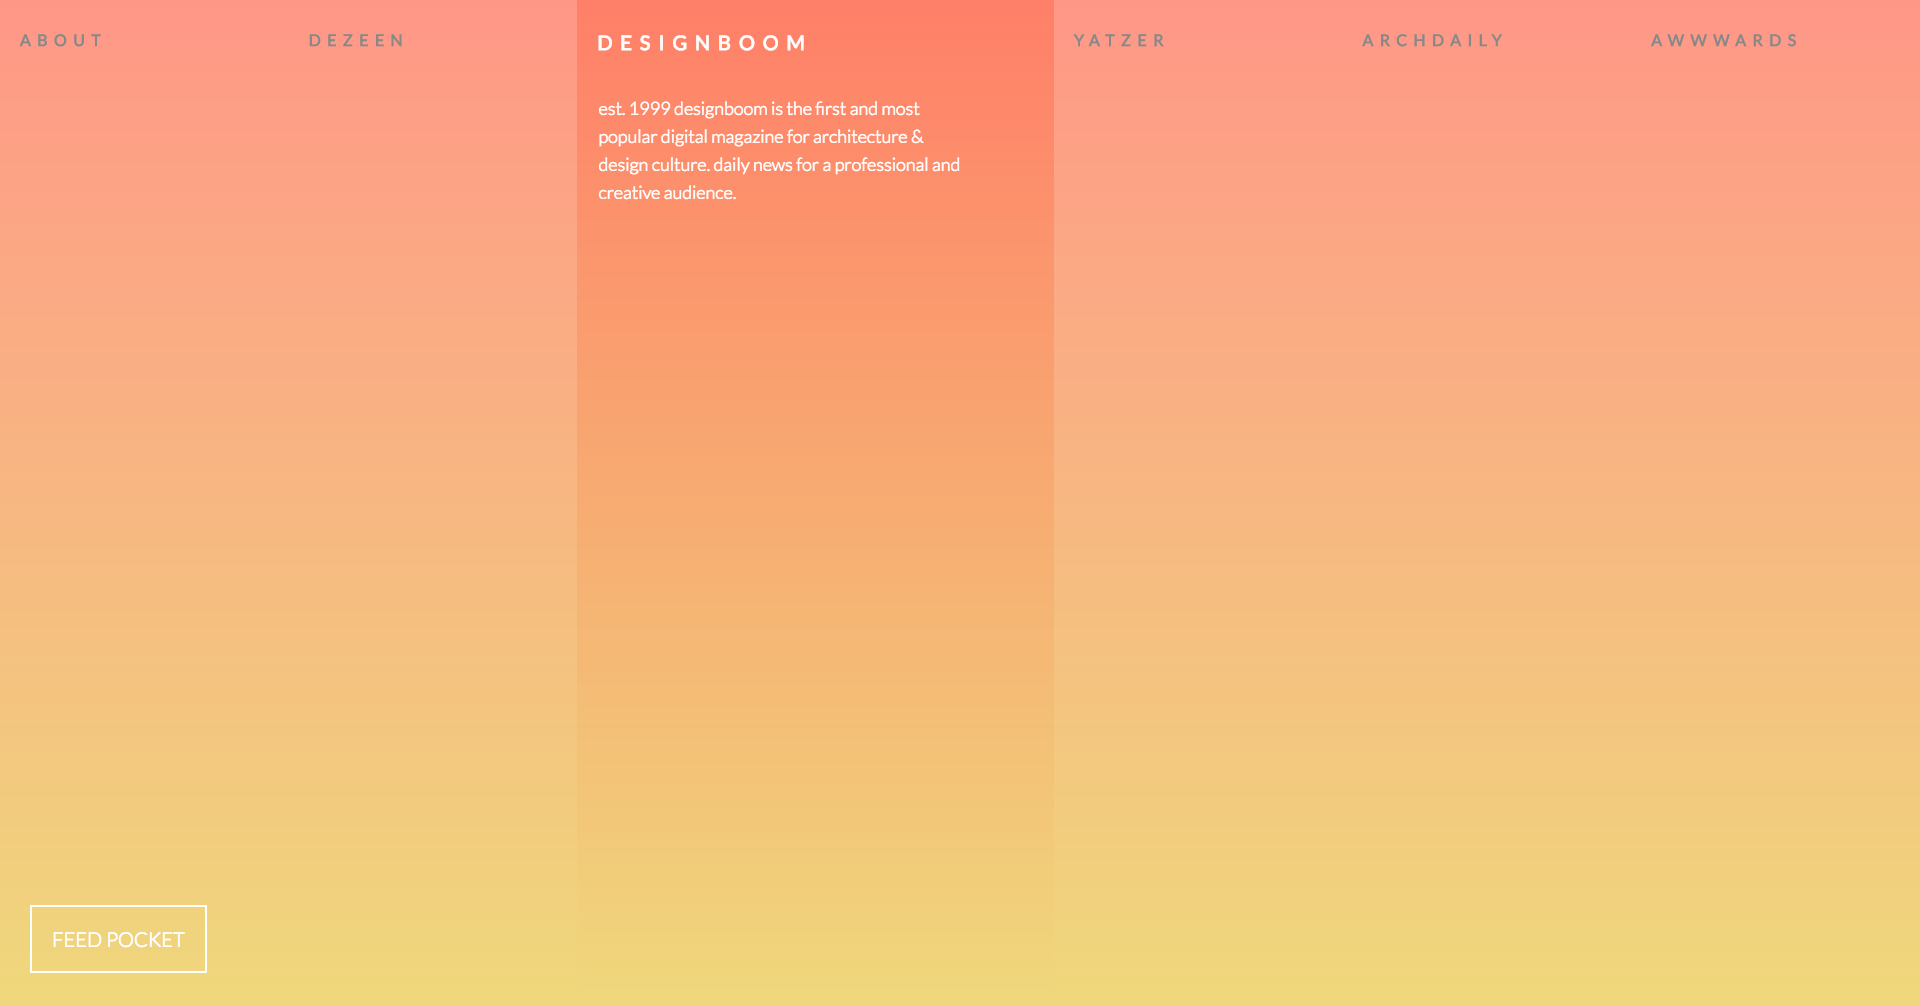 ABOUT
DEZEEN
DESIGNBOOM
est. 1999 designboom is the first and most
popular digital magazine for architecture &
design culture. daily news for a professional and
creative audience.
YATZER
ARCHDAILY
AWWWARDS
FEED POCKET